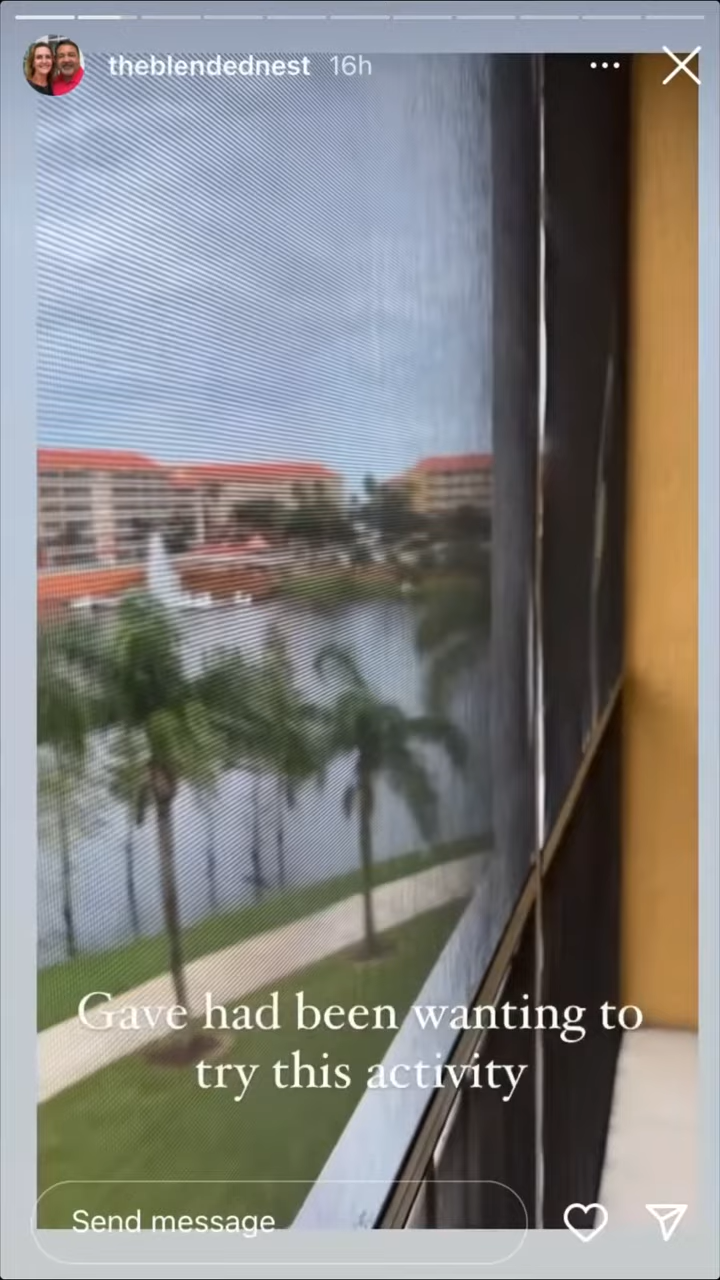 theblendednest 16h
Gave had been wanting to
try this activity
Send message